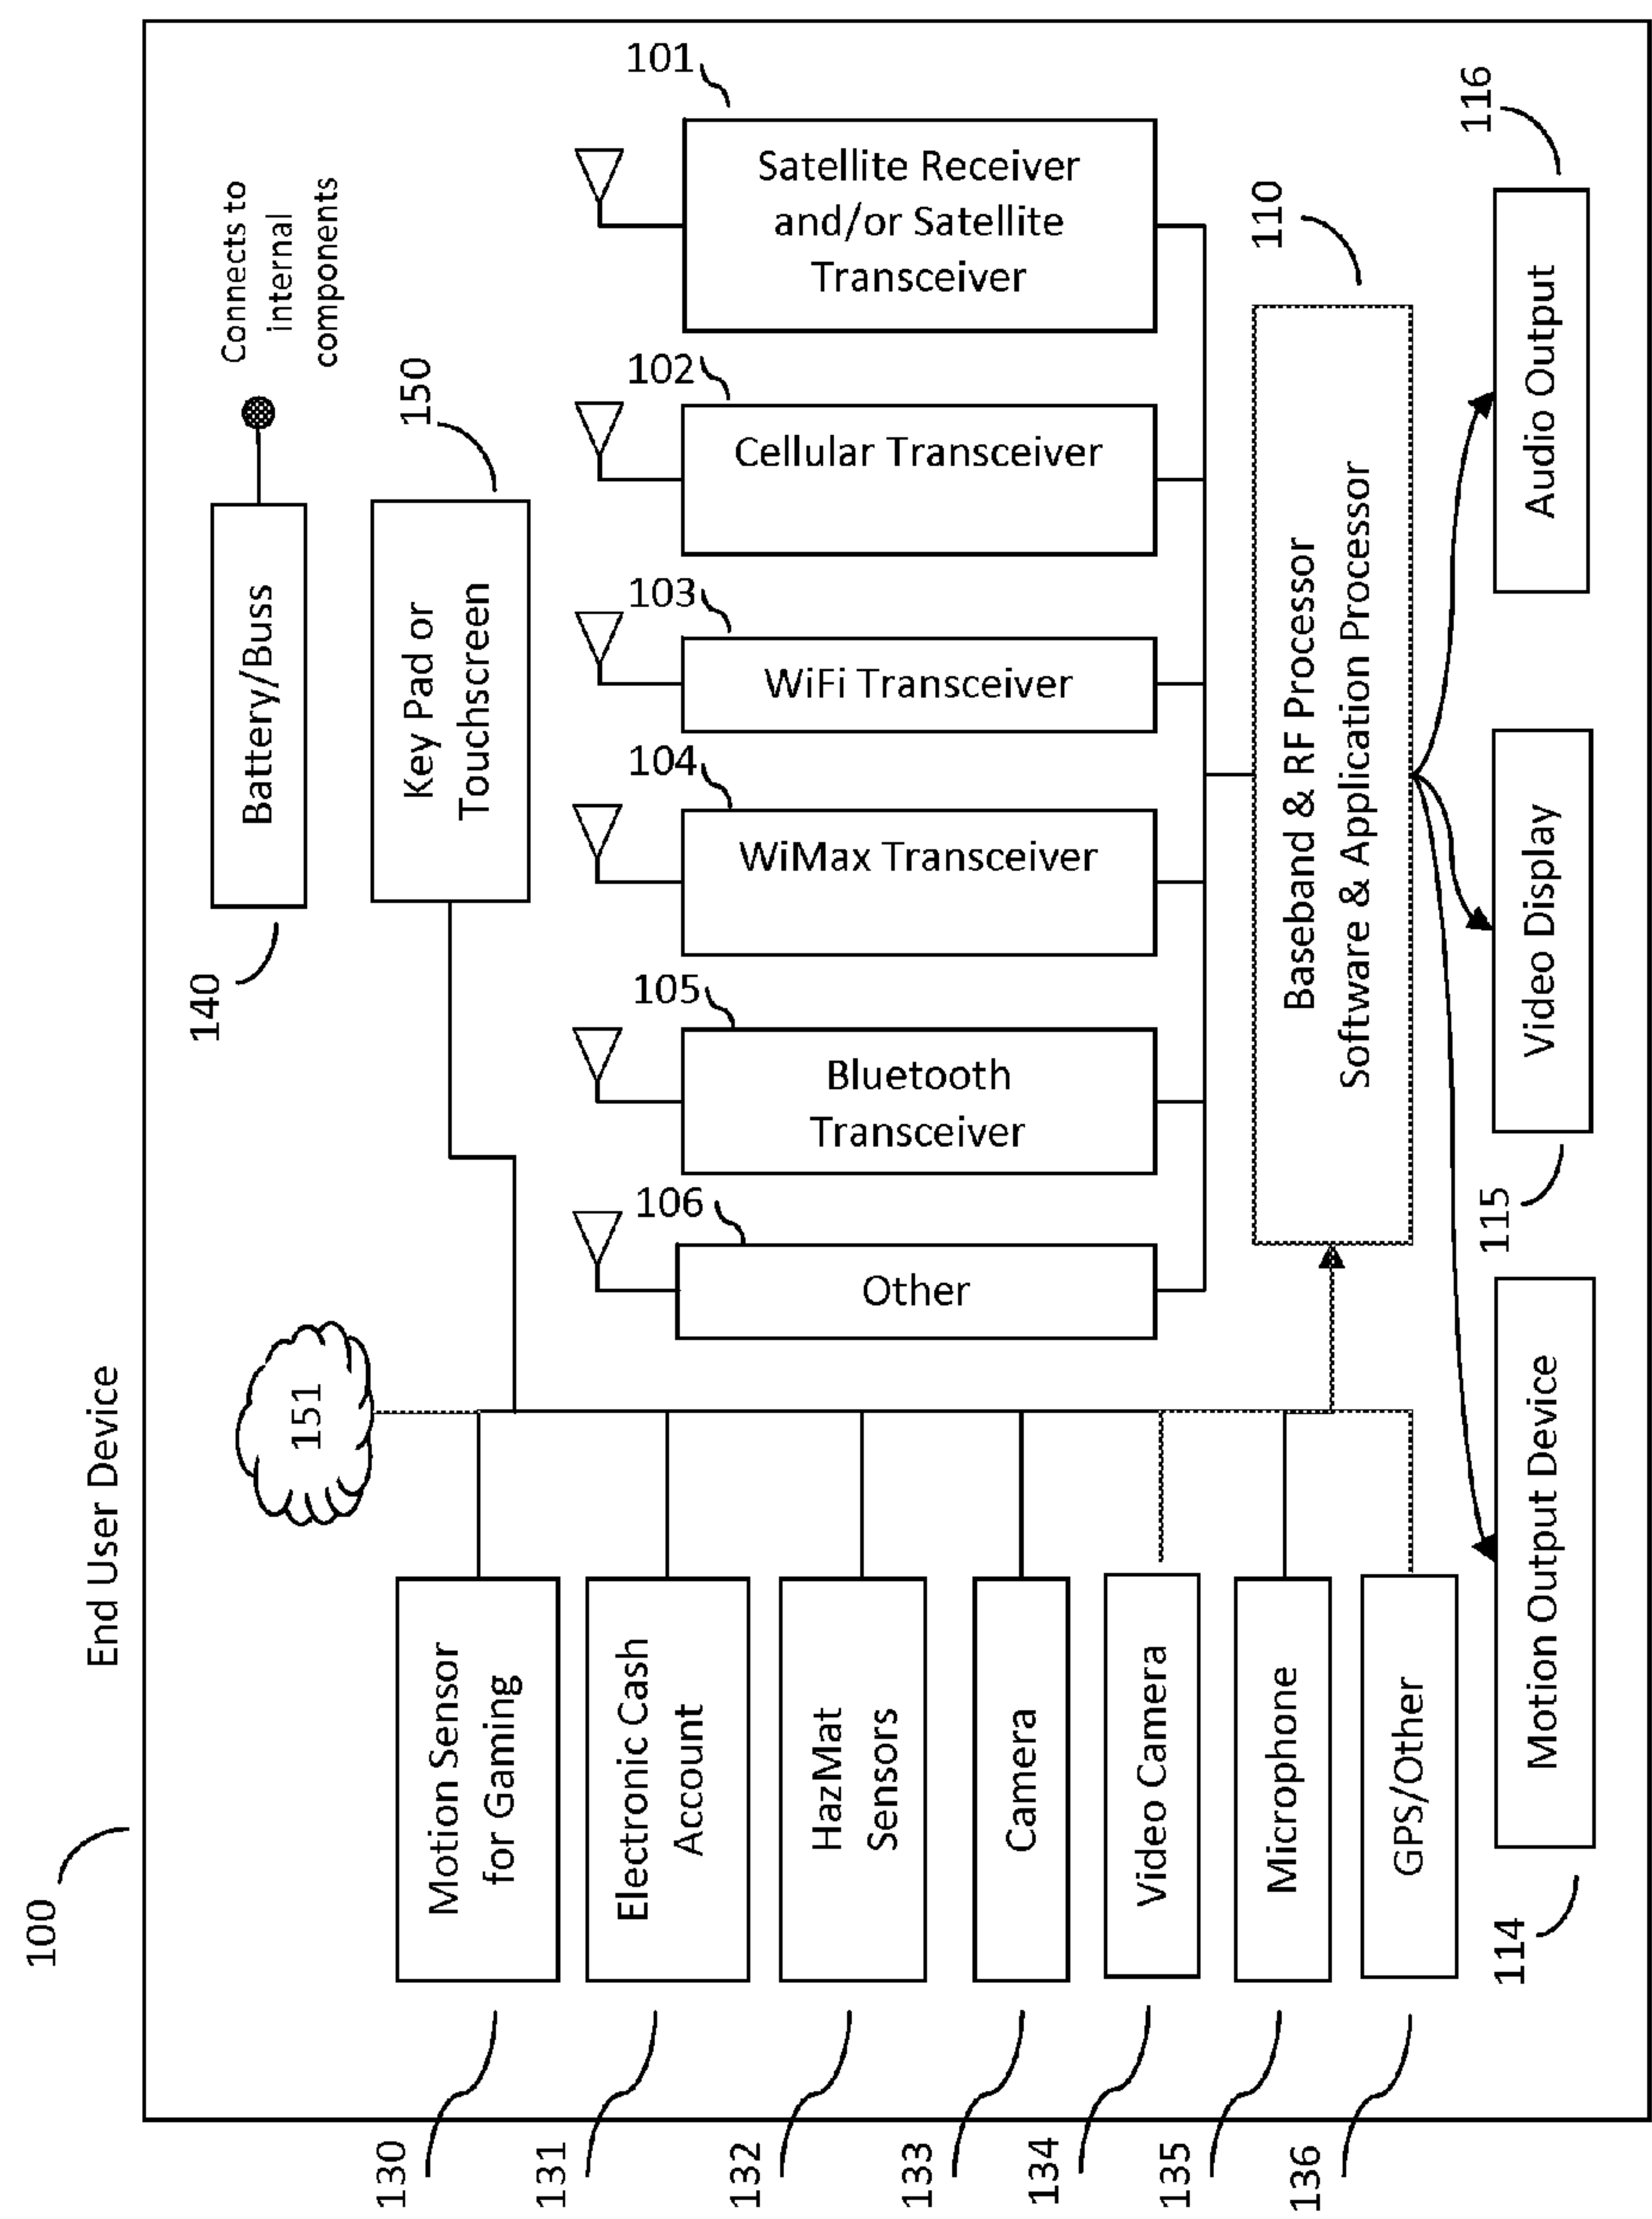 100
End User Device
140
Battery/Buss
Connects to
internal
components
150
Key Pad or
Touchscreen
151
130
Motion Sensor
for Gaming
131
Electronic Cash
Account
132
HazMat
Sensors
133
Camera
134
Video Camera
135
Microphone
136
GPS/Other
106
Other
105
Bluetooth
Transceiver
104
WiMax Transceiver
103
WiFi Transceiver
102
Cellular Transceiver
101
Satellite Receiver
and/or Satellite
Transceiver
110
Baseband & RF Processor
Software & Application Processor
114
Motion Output Device
115
Video Display
116
Audio Output